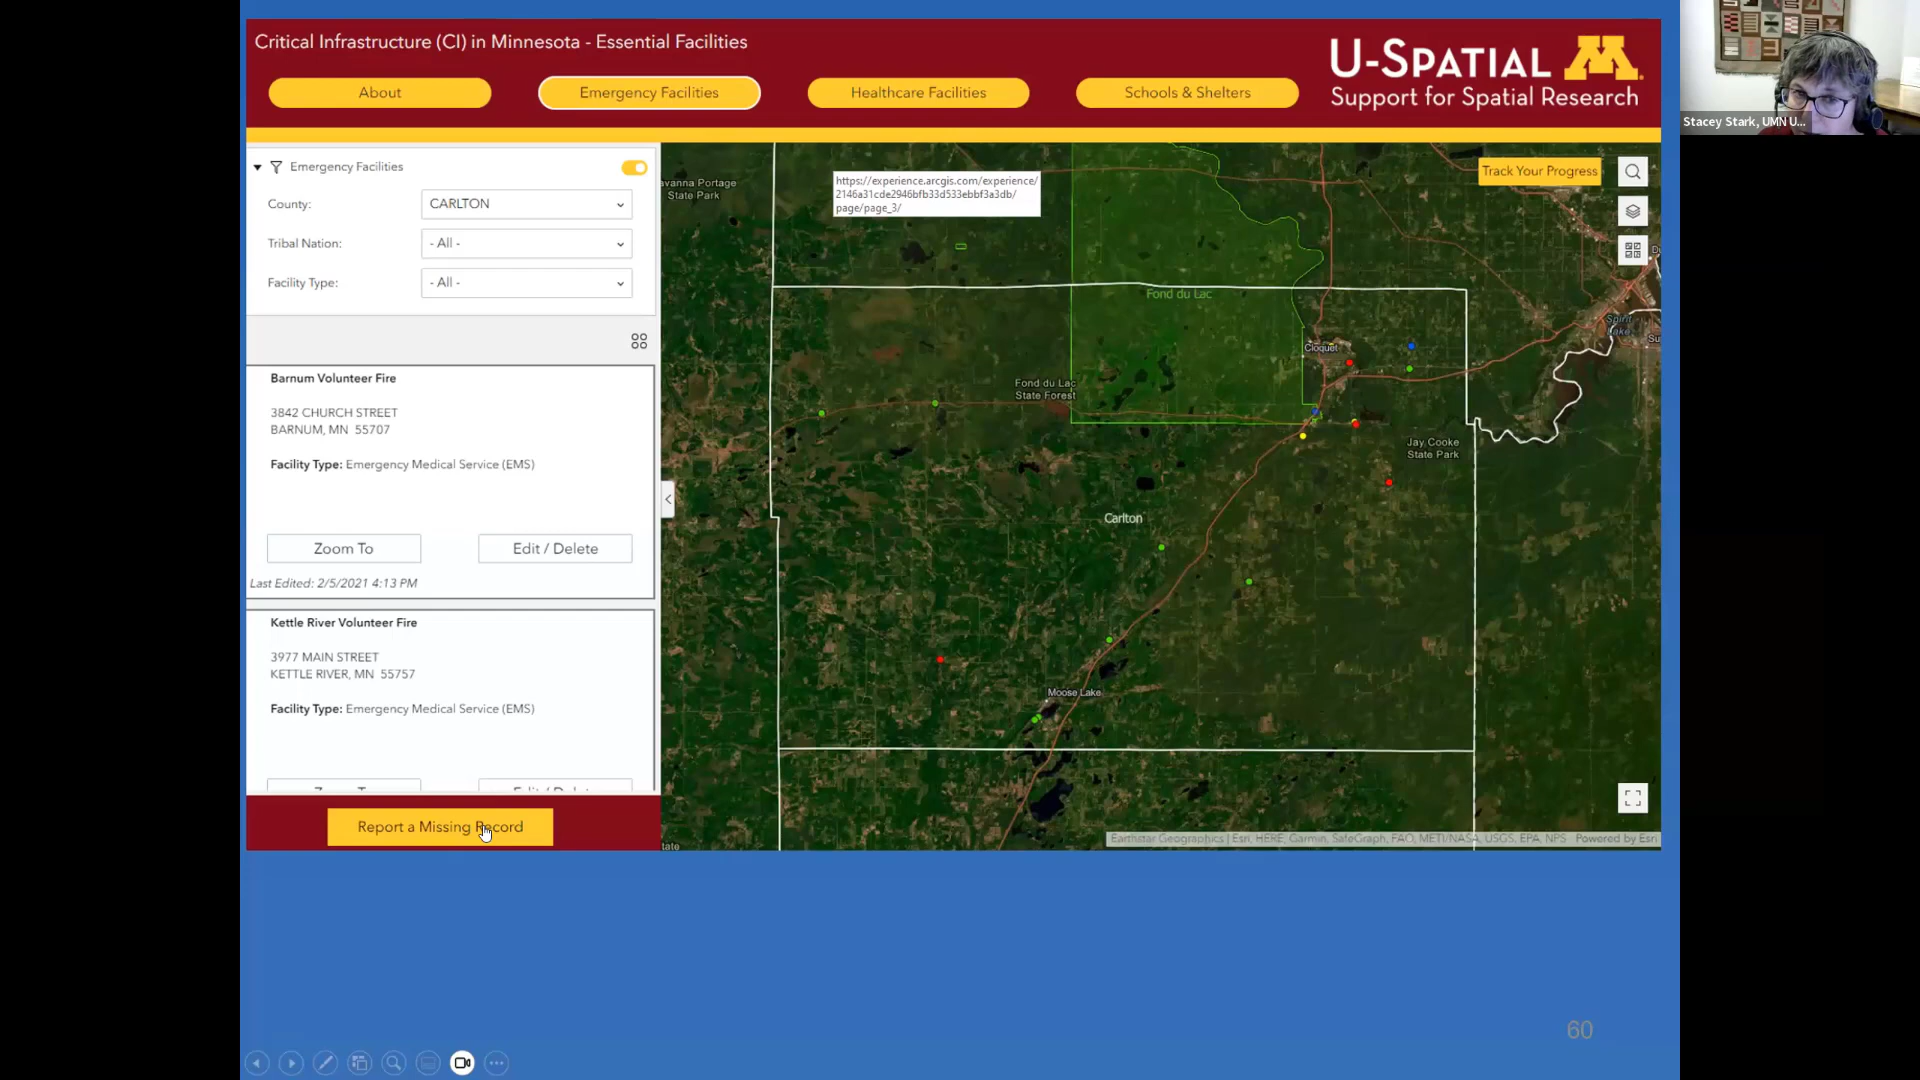 Critical Infrastructure (CI) in Minnesota - Essential Facilities
About
Emergency Facilities
Healthcare Facilities
Schools & Shelters
U-SPATIAL
Support for Spatial Research
Stacey Stark, UMN U...
Emergency Facilities
County:
CARLTON
Tribal Nation:
- All -
Facility Type:
- All -
Barnum Volunteer Fire
3842 CHURCH STREET
BARNUM, MN 55707
Facility Type: Emergency Medical Service (EMS)
Zoom To
Edit / Delete
Last Edited: 2/5/2021 4:13 PM
Kettle River Volunteer Fire
3977 MAIN STREET
KETTLE RIVER, MN 55757
Facility Type: Emergency Medical Service (EMS)
Report a Missing Record
avanna Portage
State Park
https://experience.arcgis.com/experience/
2146a31cde2946bfb33d533ebbf3a3db/
page/page_3/
Track Your Progress
Fond du Lac
Spirit
Lake
Cloquet
Fond du Lac
State Forest
Jay Cooke
State Park
Carlton
Moose Lake
tate
Earthstar Geographics | Esri, HERE, Garmin, SafeGraph, FAO, METI/NASA, USGS, EPA, NPS
Powered by Esri
60